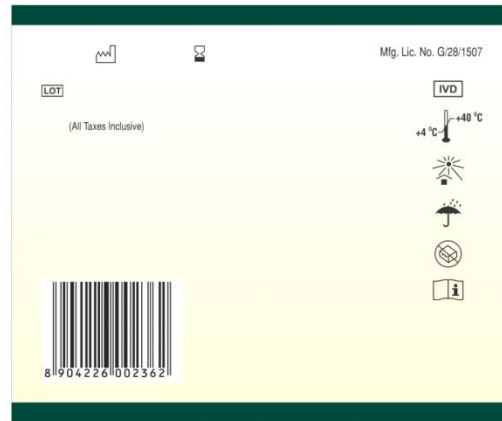 Mfg. Lic. No. G/28/1507
LOT
IVD
(All Taxes Inclusive)
+40 °C
+4 °C
i
8 904226 002362